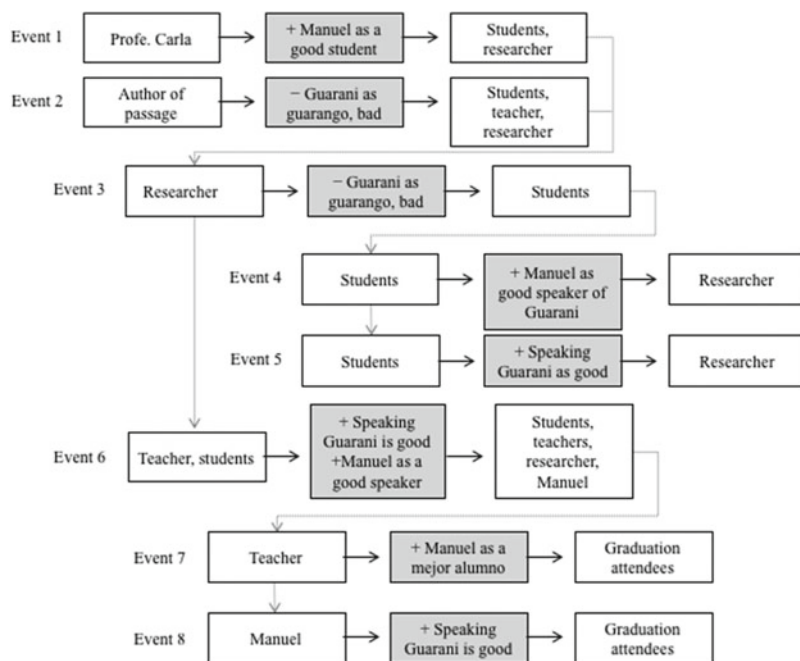 Event 1
Profe. Carla
+ Manuel as a
good student
Students,
researcher
Event 2
Author of
passage
− Guarani as
guarango, bad
Students,
teacher,
researcher
Event 3
Researcher
− Guarani as
guarango, bad
Students
Event 4
Students
+ Manuel as
good speaker of
Guarani
Researcher
Event 5
Students
+ Speaking
Guarani as good
Researcher
Event 6
Teacher, students
+ Speaking
Guarani is good
+Manuel as a
good speaker
Students,
teachers,
researcher,
Manuel
Event 7
Teacher
+ Manuel as a
mejor alumno
Graduation
attendees
Event 8
Manuel
+ Speaking
Guarani is good
Graduation
attendees